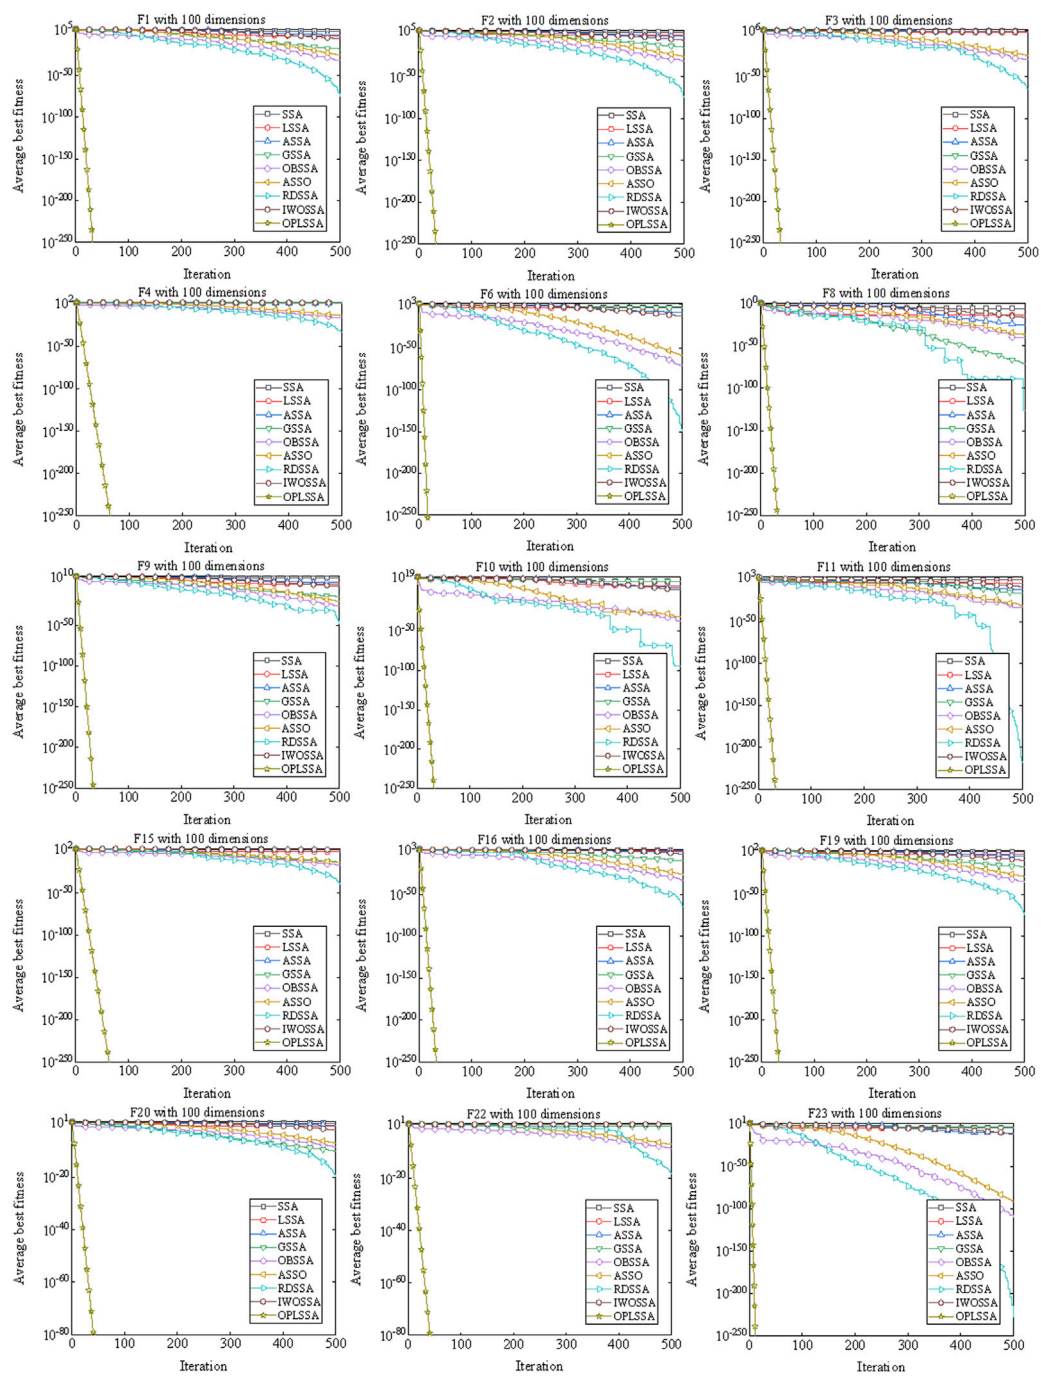 F1 with 100 dimensions
Average best fitness
10^5
10^-50
10^-100
10^-150
10^-200
10^-250
SSA
LSSA
ASSA
GSSA
OBSSA
ASSO
RDSSA
IWOSSA
OPLSSA
0 100 200 300 400 500
Iteration
F2 with 100 dimensions
Average best fitness
10^5
10^-50
10^-100
10^-150
10^-200
10^-250
SSA
LSSA
ASSA
GSSA
OBSSA
ASSO
RDSSA
IWOSSA
OPLSSA
0 100 200 300 400 500
Iteration
F3 with 100 dimensions
Average best fitness
10^6
10^-50
10^-100
10^-150
10^-200
10^-250
SSA
LSSA
ASSA
GSSA
OBSSA
ASSO
RDSSA
IWOSSA
OPLSSA
0 100 200 300 400 500
Iteration
F4 with 100 dimensions
Average best fitness
10^2
10^-50
10^-100
10^-150
10^-200
10^-250
SSA
LSSA
ASSA
GSSA
OBSSA
ASSO
RDSSA
IWOSSA
OPLSSA
0 100 200 300 400 500
Iteration
F6 with 100 dimensions
Average best fitness
10^3
10^-50
10^-100
10^-150
10^-200
10^-250
SSA
LSSA
ASSA
GSSA
OBSSA
ASSO
RDSSA
IWOSSA
OPLSSA
0 100 200 300 400 500
Iteration
F8 with 100 dimensions
Average best fitness
10^0
10^-50
10^-100
10^-150
10^-200
10^-250
SSA
LSSA
ASSA
GSSA
OBSSA
ASSO
RDSSA
IWOSSA
OPLSSA
0 100 200 300 400 500
Iteration
F9 with 100 dimensions
Average best fitness
10^10
10^-50
10^-100
10^-150
10^-200
10^-250
SSA
LSSA
ASSA
GSSA
OBSSA
ASSO
RDSSA
IWOSSA
OPLSSA
0 100 200 300 400 500
Iteration
F10 with 100 dimensions
Average best fitness
10^19
10^-50
10^-100
10^-150
10^-200
10^-250
SSA
LSSA
ASSA
GSSA
OBSSA
ASSO
RDSSA
IWOSSA
OPLSSA
0 100 200 300 400 500
Iteration
F11 with 100 dimensions
Average best fitness
10^3
10^-50
10^-100
10^-150
10^-200
10^-250
SSA
LSSA
ASSA
GSSA
OBSSA
ASSO
RDSSA
IWOSSA
OPLSSA
0 100 200 300 400 500
Iteration
F15 with 100 dimensions
Average best fitness
10^2
10^-50
10^-100
10^-150
10^-200
10^-250
SSA
LSSA
ASSA
GSSA
OBSSA
ASSO
RDSSA
IWOSSA
OPLSSA
0 100 200 300 400 500
Iteration
F16 with 100 dimensions
Average best fitness
10^3
10^-50
10^-100
10^-150
10^-200
10^-250
SSA
LSSA
ASSA
GSSA
OBSSA
ASSO
RDSSA
IWOSSA
OPLSSA
0 100 200 300 400 500
Iteration
F19 with 100 dimensions
Average best fitness
10^2
10^-50
10^-100
10^-150
10^-200
10^-250
SSA
LSSA
ASSA
GSSA
OBSSA
ASSO
RDSSA
IWOSSA
OPLSSA
0 100 200 300 400 500
Iteration
F20 with 100 dimensions
Average best fitness
10^1
10^-20
10^-40
10^-60
10^-80
SSA
LSSA
ASSA
GSSA
OBSSA
ASSO
RDSSA
IWOSSA
OPLSSA
0 100 200 300 400 500
Iteration
F22 with 100 dimensions
Average best fitness
10^1
10^-20
10^-40
10^-60
10^-80
SSA
LSSA
ASSA
GSSA
OBSSA
ASSO
RDSSA
IWOSSA
OPLSSA
0 100 200 300 400 500
Iteration
F23 with 100 dimensions
Average best fitness
10^1
10^-50
10^-100
10^-150
10^-200
10^-250
SSA
LSSA
ASSA
GSSA
OBSSA
ASSO
RDSSA
IWOSSA
OPLSSA
0 100 200 300 400 500
Iteration